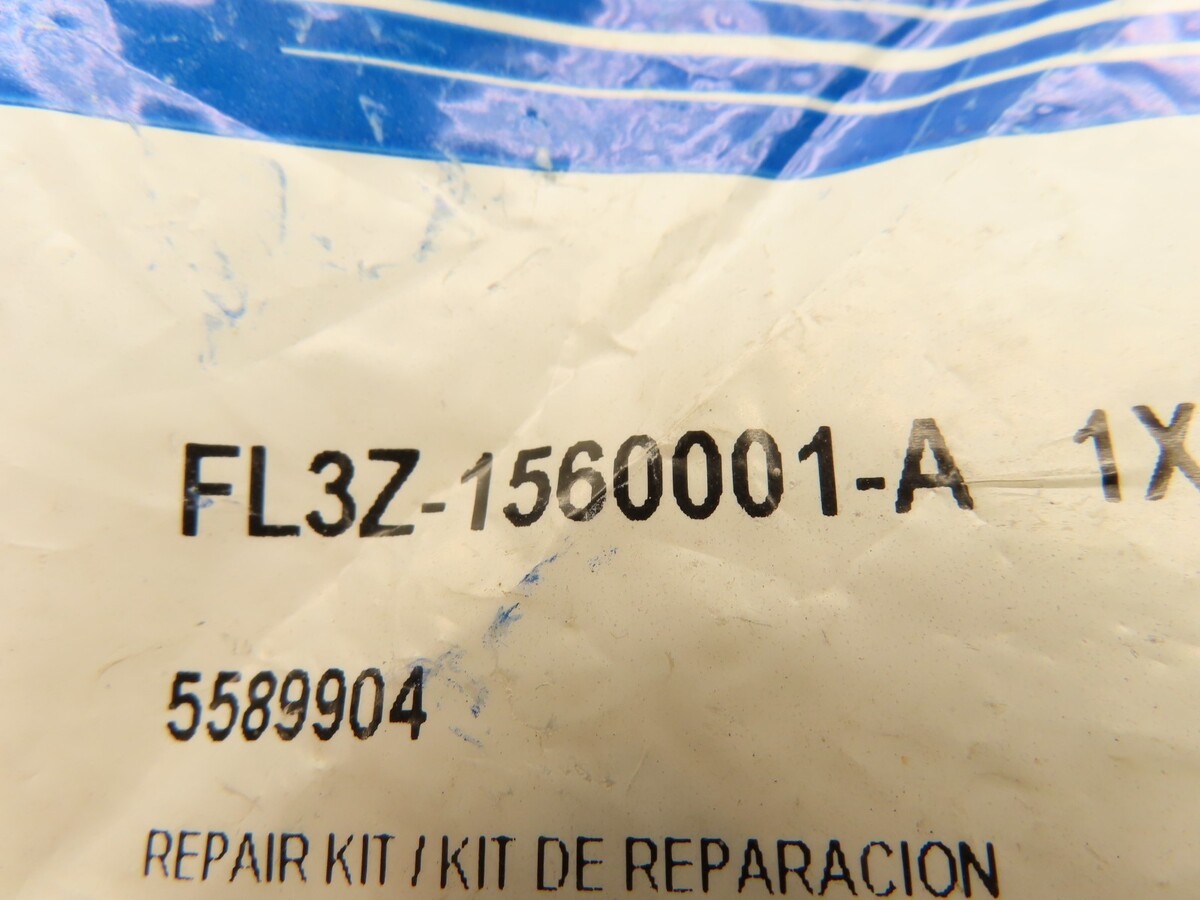 FL3Z-1560001-A 1X
5589904
REPAIR KIT / KIT DE REPARACION